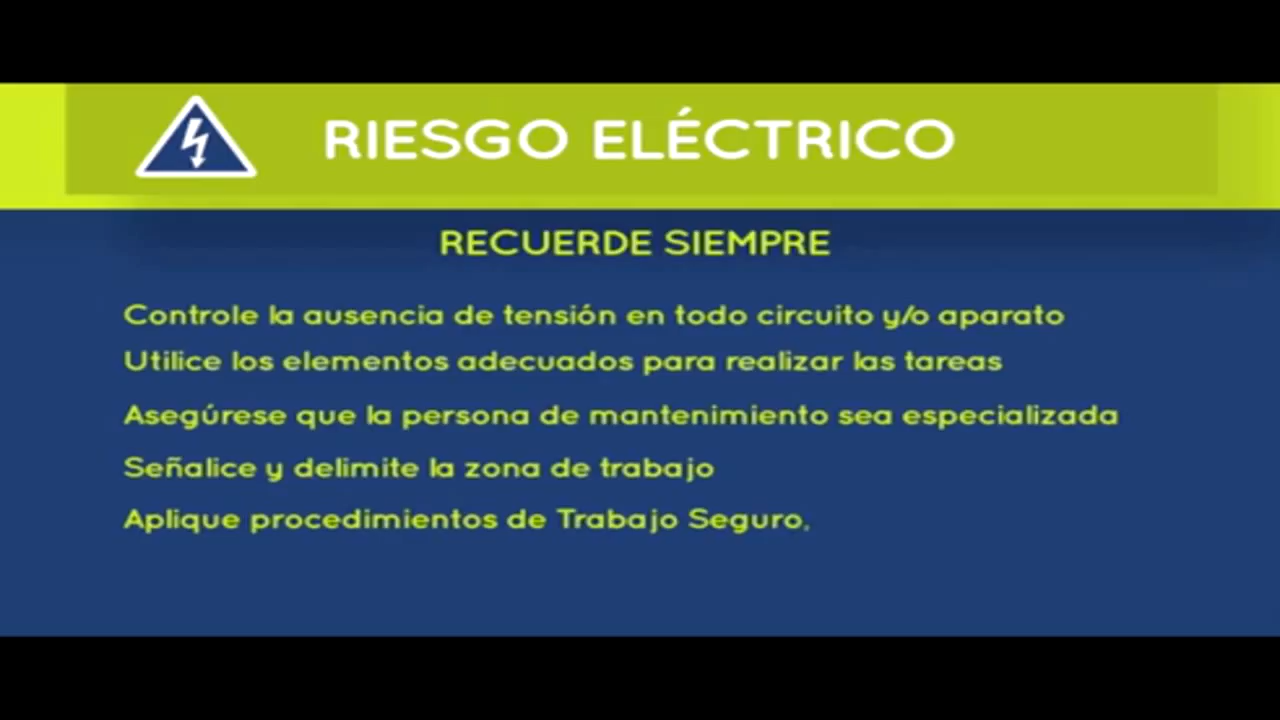 RIESGO ELÉCTRICO
RECUERDE SIEMPRE
Controle la ausencia de tensión en todo circuito y/o aparato
Utilice los elementos adecuados para realizar las tareas
Asegúrese que la persona de mantenimiento sea especializada
Señalice y delimite la zona de trabajo
Aplique procedimientos de Trabajo Seguro.